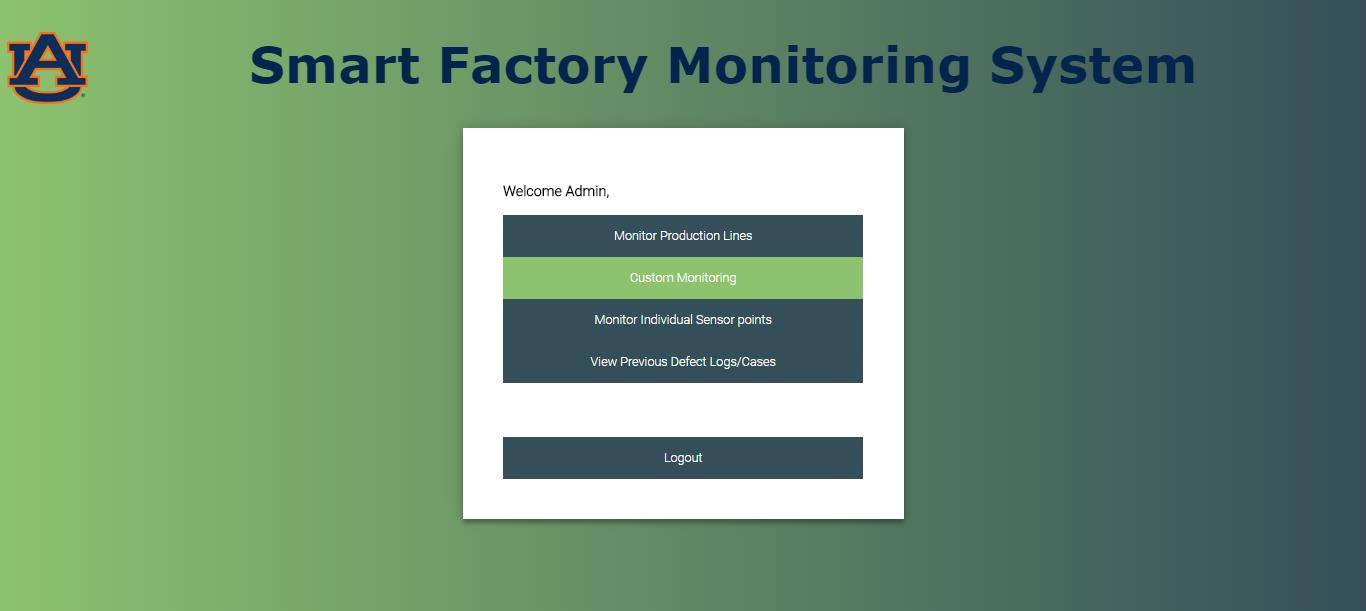 AU
Smart Factory Monitoring System
Welcome Admin,
Monitor Production Lines
Custom Monitoring
Monitor Individual Sensor points
View Previous Defect Logs/Cases
Logout